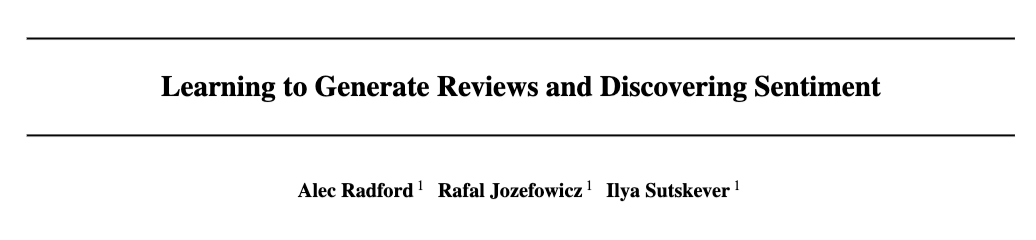 Learning to Generate Reviews and Discovering Sentiment
Alec Radford 1 Rafal Jozefowicz 1 Ilya Sutskever 1